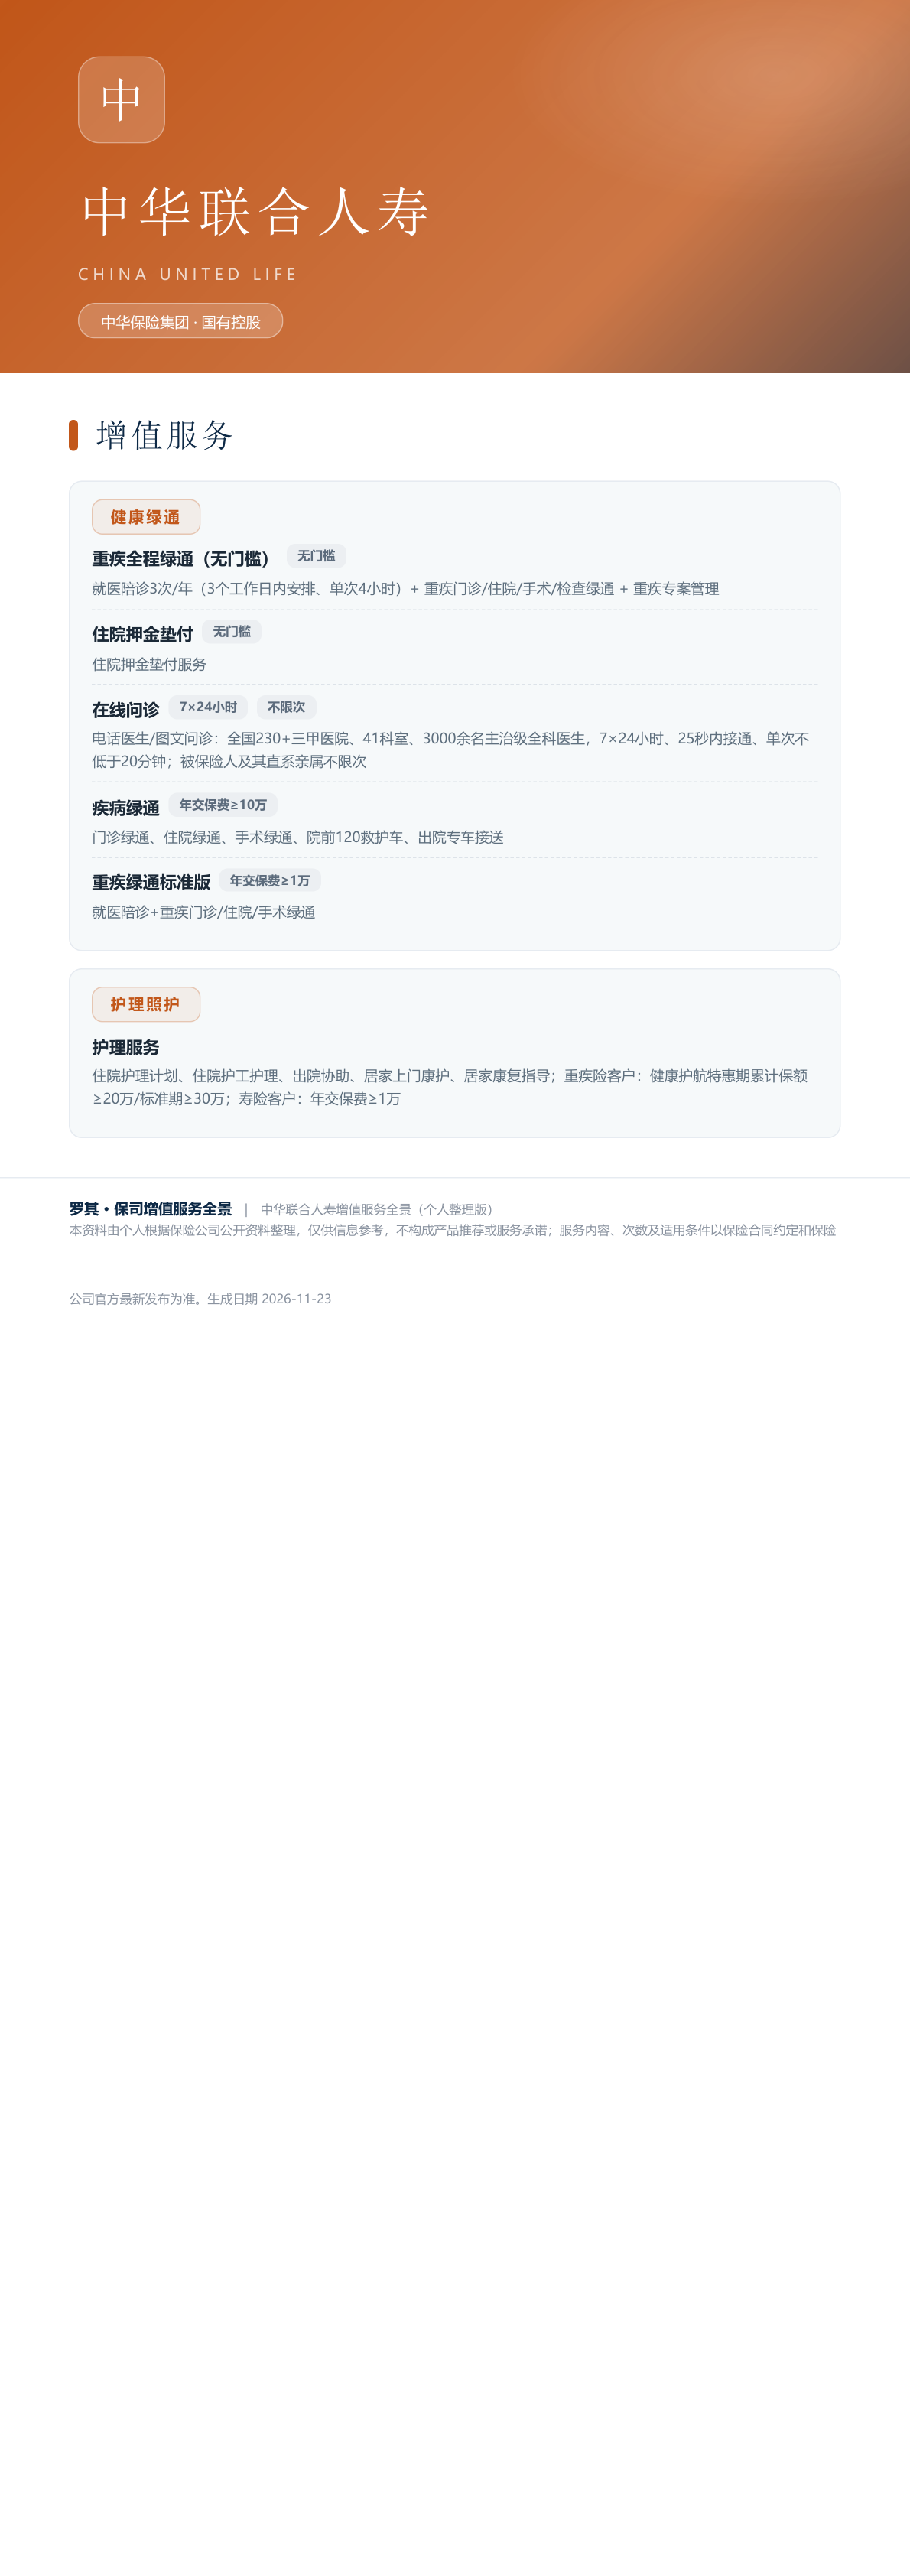 中
中华联合人寿
CHINA UNITED LIFE
中华保险集团 · 国有控股
增值服务
健康绿通
重疾全程绿通（无门槛） 无门槛
就医陪诊3次/年（3个工作日内安排、单次4小时）+ 重疾门诊/住院/手术/检查绿通 + 重疾专案管理
住院押金垫付 无门槛
住院押金垫付服务
在线问诊 7×24小时 不限次
电话医生/图文问诊：全国230+三甲医院、41科室、3000余名主治级全科医生，7×24小时、25秒内接通、单次不
低于20分钟；被保险人及其直系亲属不限次
疾病绿通 年交保费≥10万
门诊绿通、住院绿通、手术绿通、院前120救护车、出院专车接送
重疾绿通标准版 年交保费≥1万
就医陪诊+重疾门诊/住院/手术绿通
护理照护
护理服务
住院护理计划、住院护工护理、出院协助、居家上门康护、居家康复指导；重疾险客户：健康护航特惠期累计保额
≥20万/标准期≥30万；寿险客户：年交保费≥1万
罗其 · 保司增值服务全景 | 中华联合人寿增值服务全景（个人整理版）
本资料由个人根据保险公司公开资料整理，仅供信息参考，不构成产品推荐或服务承诺；服务内容、次数及适用条件以保险合同约定和保险
公司官方最新发布为准。生成日期 2026-11-23